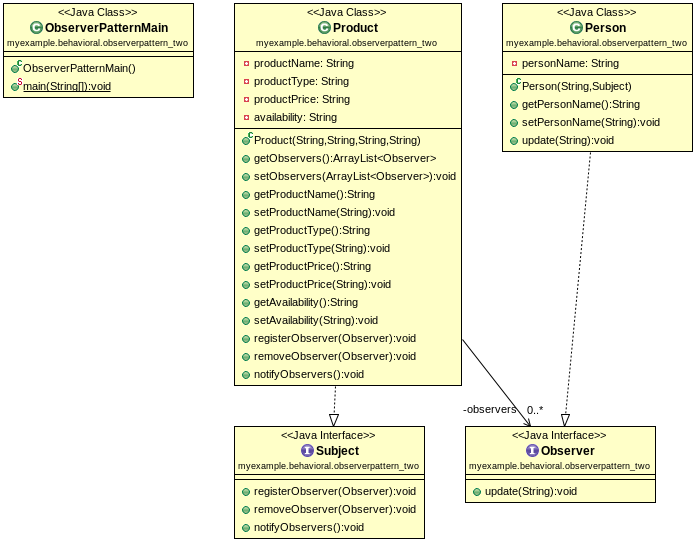 <<Java Class>>
ObserverPatternMain
myexample.behavioral.observerpattern_two
ObserverPatternMain()
main(String[]):void
<<Java Class>>
Product
myexample.behavioral.observerpattern_two
productName: String
productType: String
productPrice: String
availability: String
Product(String,String,String,String)
getObservers():ArrayList<Observer>
setObservers(ArrayList<Observer>):void
getProductName():String
setProductName(String):void
getProductType():String
setProductType(String):void
getProductPrice():String
setProductPrice(String):void
getAvailability():String
setAvailability(String):void
registerObserver(Observer):void
removeObserver(Observer):void
notifyObservers():void
<<Java Class>>
Person
myexample.behavioral.observerpattern_two
personName: String
Person(String,Subject)
getPersonName():String
setPersonName(String):void
update(String):void
-observers 0..*
<<Java Interface>>
Subject
myexample.behavioral.observerpattern_two
registerObserver(Observer):void
removeObserver(Observer):void
notifyObservers():void
<<Java Interface>>
Observer
myexample.behavioral.observerpattern_two
update(String):void